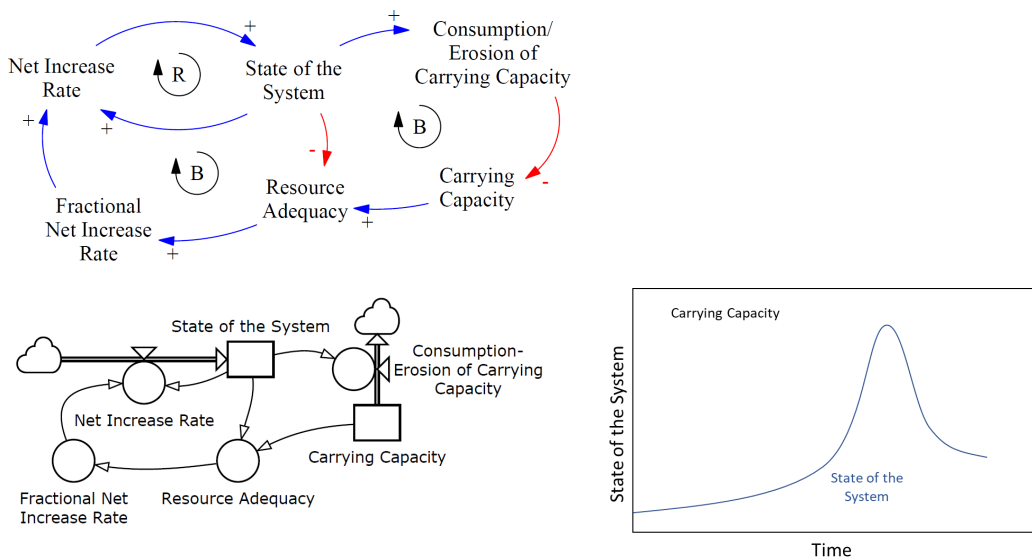 +
+
Consumption/
Erosion of
Carrying Capacity
Net Increase
Rate
R
State of the
System
+
+
B
-
B
-
Carrying
Capacity
Resource
Adequacy
+
Fractional
Net Increase
Rate
+
State of the System
Consumption-
Erosion of Carrying
Capacity
Net Increase Rate
Carrying Capacity
Fractional Net
Increase Rate
Resource Adequacy
Carrying Capacity
State of the System
State of the
System
Time